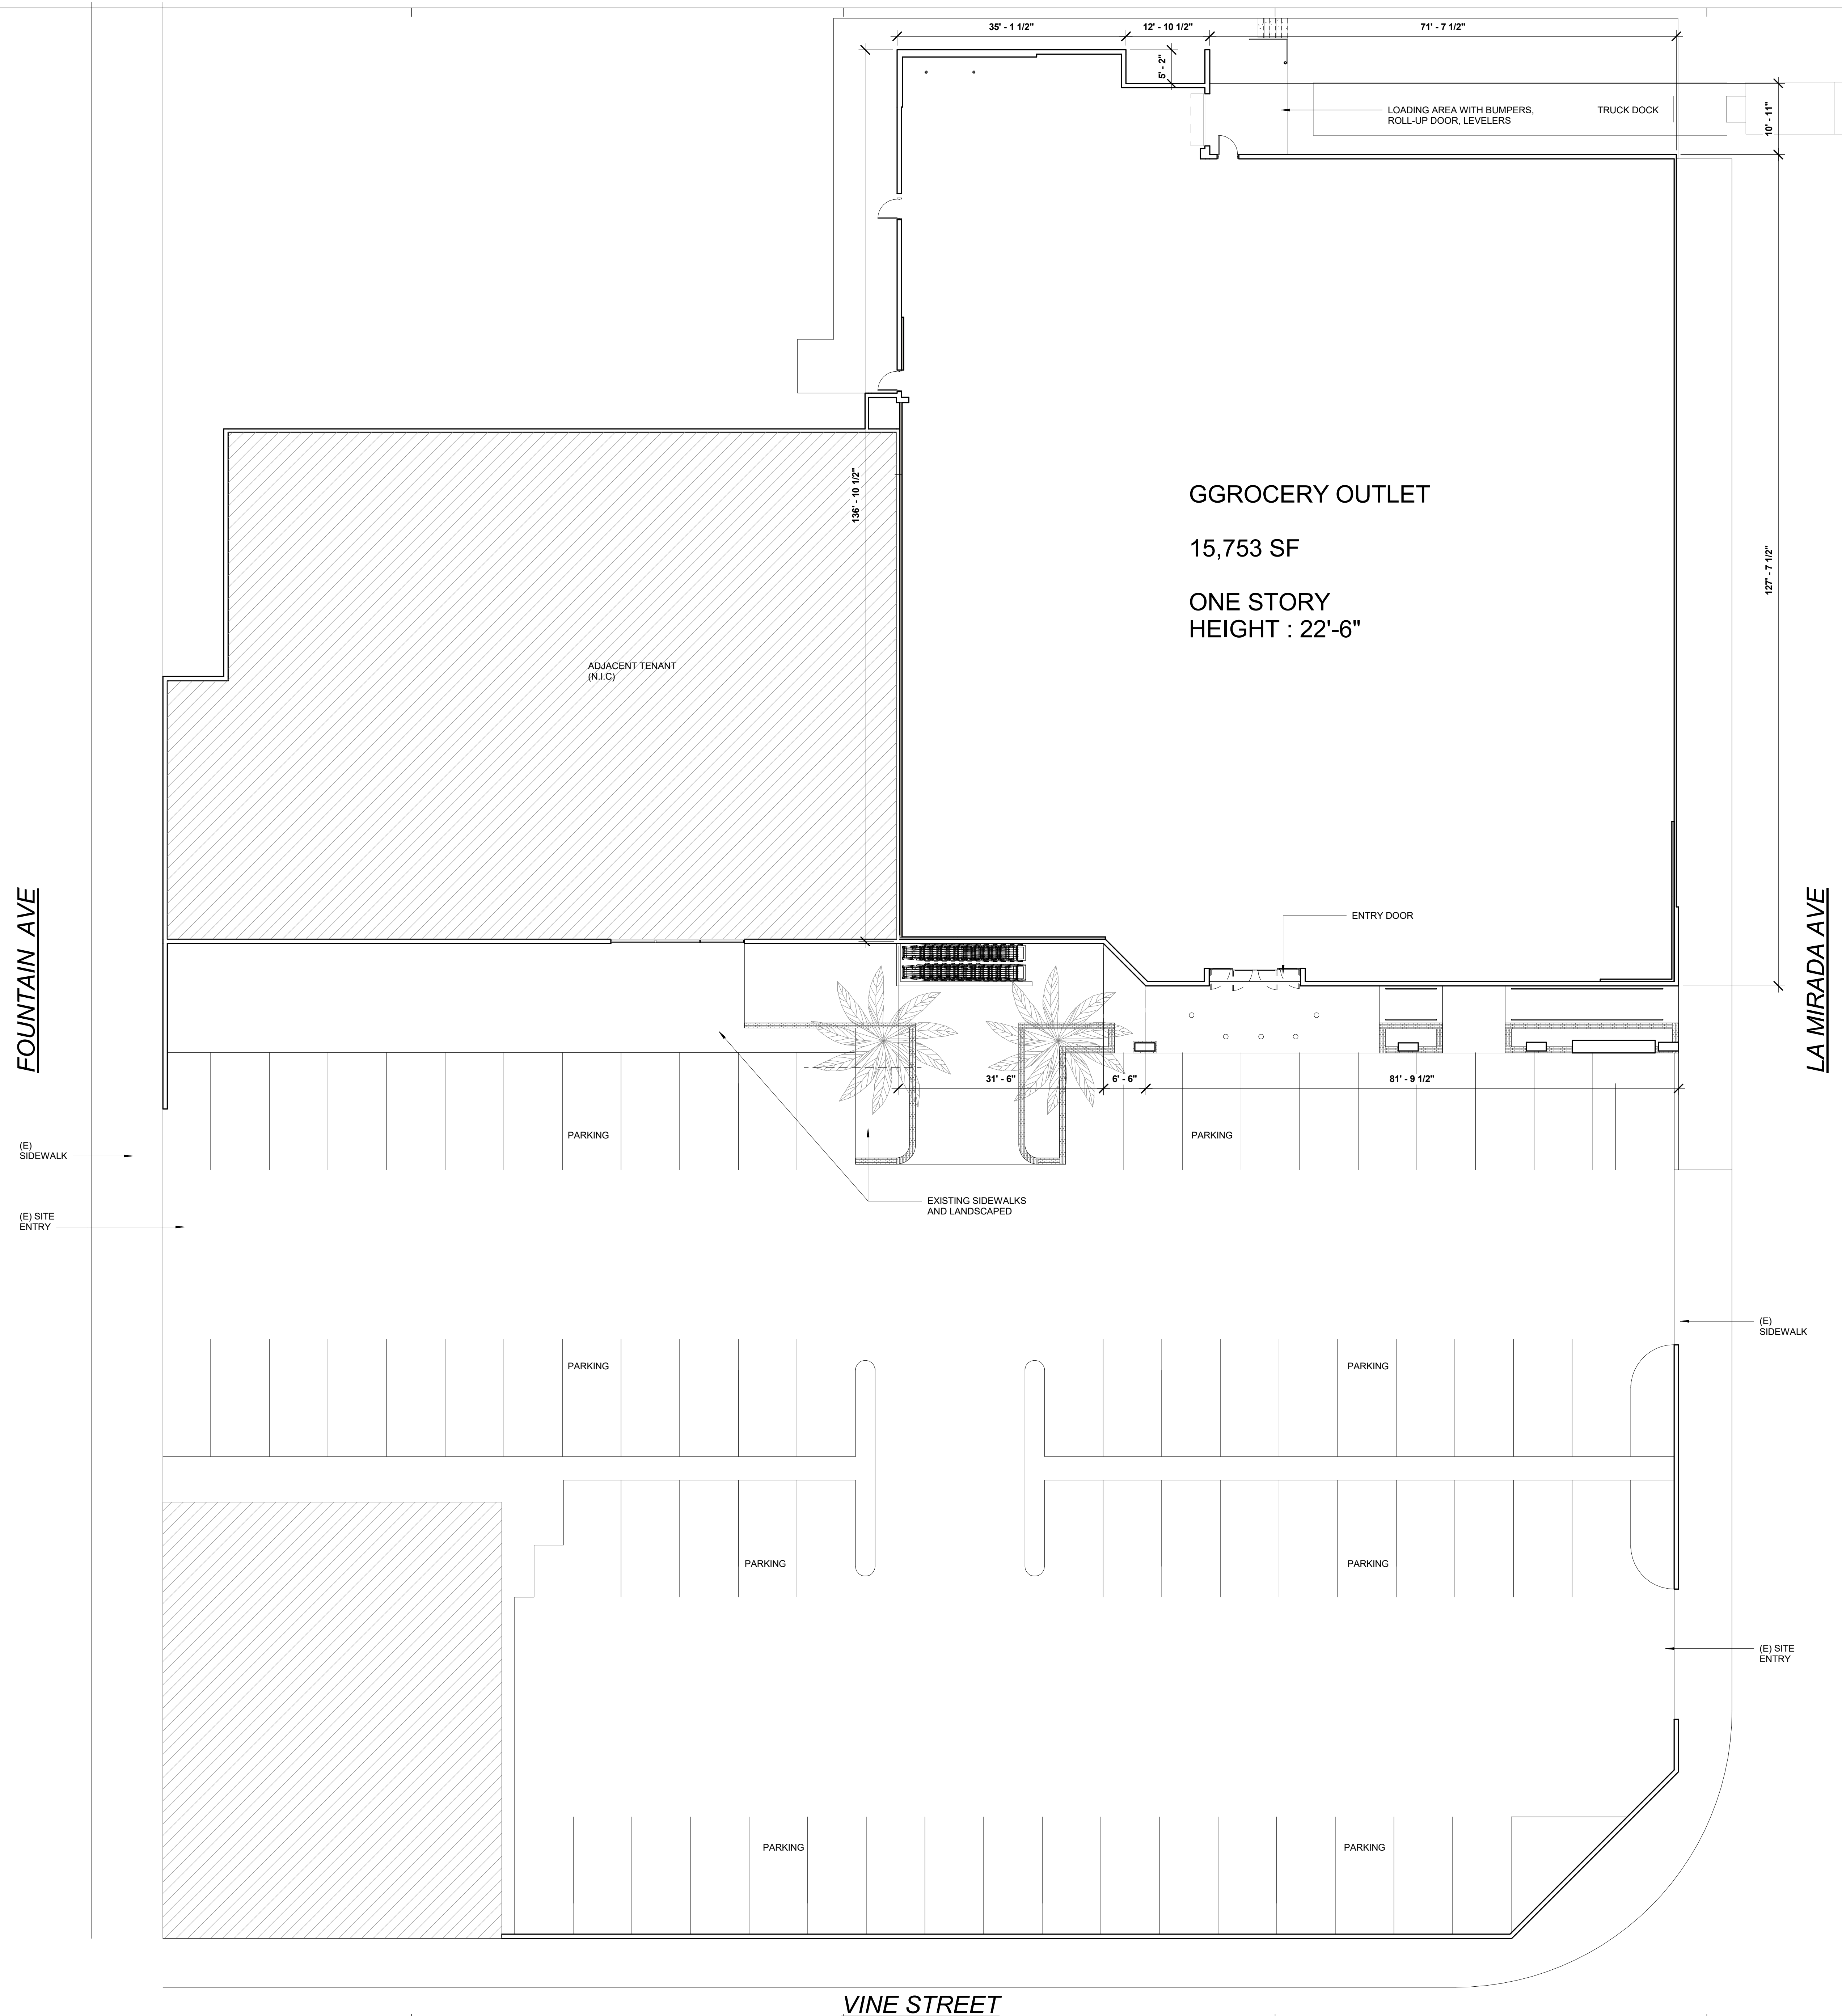 35' - 1 1/2"
12' - 10 1/2"
71' - 7 1/2"
5' - 2"
LOADING AREA WITH BUMPERS,
ROLL-UP DOOR, LEVELERS
TRUCK DOCK
10' - 11"
136' - 10 1/2"
GGROCERY OUTLET
15,753 SF
ONE STORY
HEIGHT : 22'-6"
127' - 7 1/2"
ADJACENT TENANT
(N.I.C)
ENTRY DOOR
FOUNTAIN AVE
LA MIRADA AVE
31' - 6"
6' - 6"
81' - 9 1/2"
PARKING
PARKING
(E)
SIDEWALK
EXISTING SIDEWALKS
AND LANDSCAPED
(E) SITE
ENTRY
(E)
SIDEWALK
PARKING
PARKING
PARKING
PARKING
(E) SITE
ENTRY
PARKING
PARKING
VINE STREET